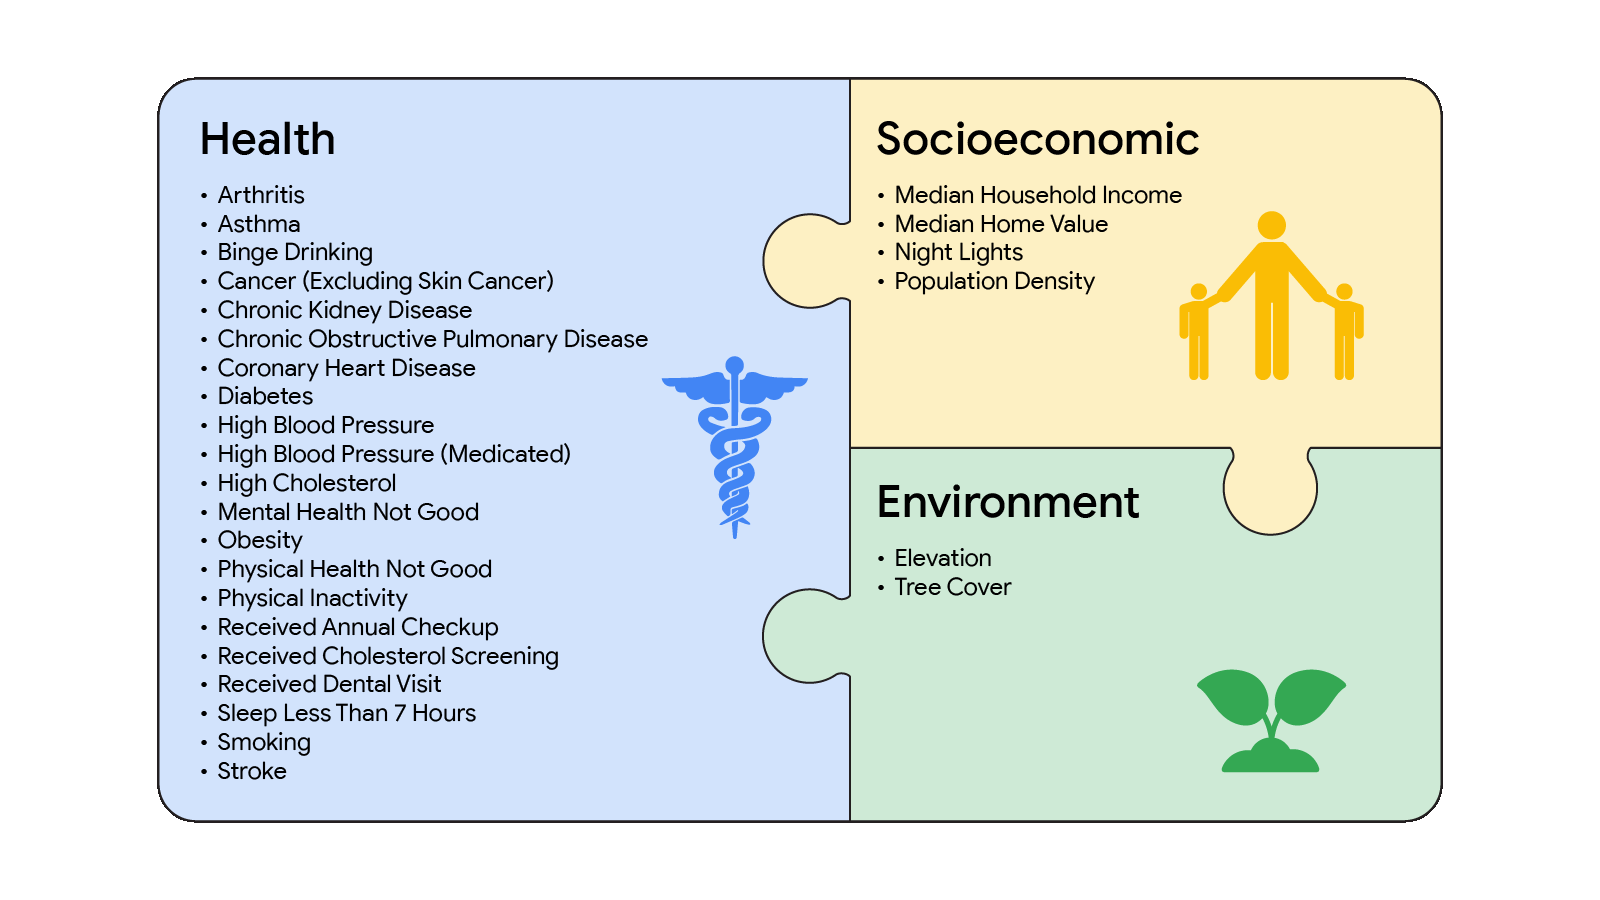 Health
• Arthritis
• Asthma
• Binge Drinking
• Cancer (Excluding Skin Cancer)
• Chronic Kidney Disease
• Chronic Obstructive Pulmonary Disease
• Coronary Heart Disease
• Diabetes
• High Blood Pressure
• High Blood Pressure (Medicated)
• High Cholesterol
• Mental Health Not Good
• Obesity
• Physical Health Not Good
• Physical Inactivity
• Received Annual Checkup
• Received Cholesterol Screening
• Received Dental Visit
• Sleep Less Than 7 Hours
• Smoking
• Stroke
Socioeconomic
• Median Household Income
• Median Home Value
• Night Lights
• Population Density
Environment
• Elevation
• Tree Cover